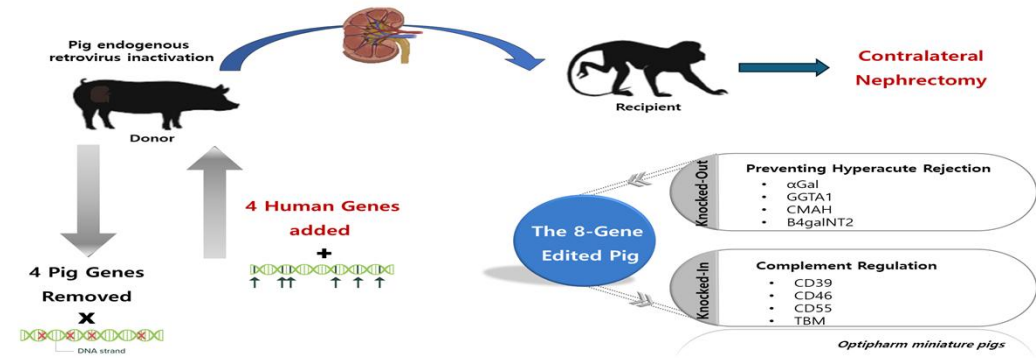 Pig endogenous
retrovirus inactivation
Donor
Recipient
Contralateral
Nephrectomy
4 Human Genes
added
+
4 Pig Genes
Removed
X
DNA strand
The 8-Gene
Edited Pig
Knocked-Out
Preventing Hyperacute Rejection
• αGal
• GGTA1
• CMAH
• B4galNT2
Knocked-In
Complement Regulation
• CD39
• CD46
• CD55
• TBM
Optipharm miniature pigs